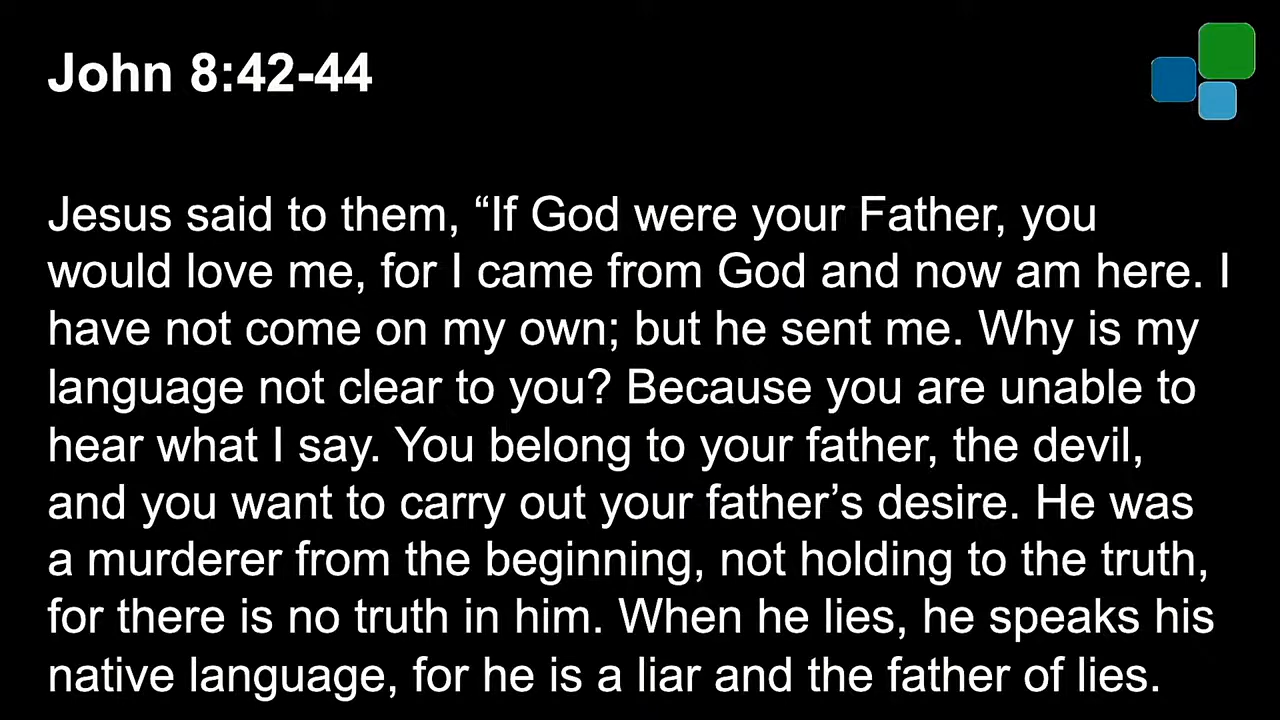 John 8:42-44
Jesus said to them, “If God were your Father, you
would love me, for I came from God and now am here. I
have not come on my own; but he sent me. Why is my
language not clear to you? Because you are unable to
hear what I say. You belong to your father, the devil,
and you want to carry out your father’s desire. He was
a murderer from the beginning, not holding to the truth,
for there is no truth in him. When he lies, he speaks his
native language, for he is a liar and the father of lies.